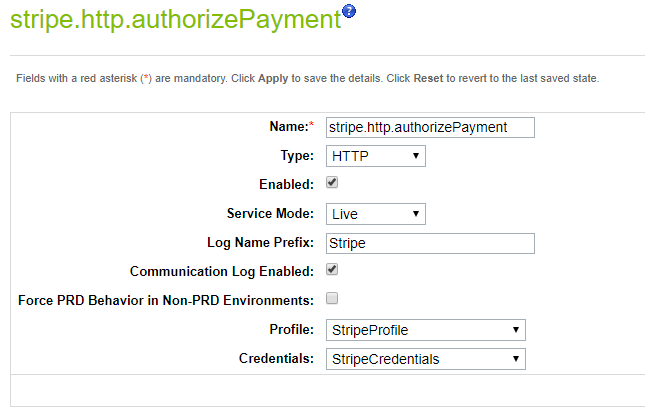 stripe.http.authorizePayment?
Fields with a red asterisk (*) are mandatory. Click Apply to save the details. Click Reset to revert to the last saved state.
Name:* stripe.http.authorizePayment
Type: HTTP
Enabled:
Service Mode: Live
Log Name Prefix: Stripe
Communication Log Enabled:
Force PRD Behavior in Non-PRD Environments:
Profile: StripeProfile
Credentials: StripeCredentials